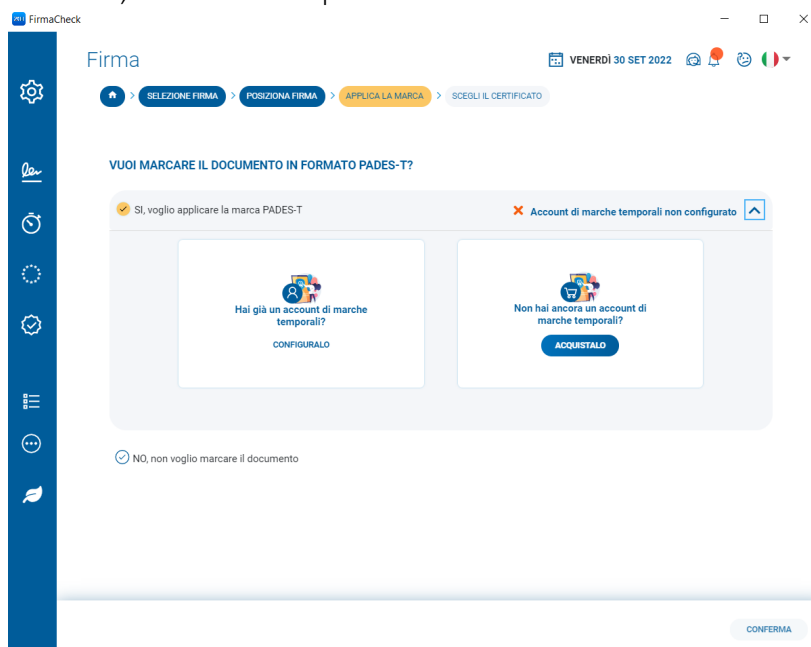 FirmaCheck
Firma
VENERDÌ 30 SET 2022
SELEZIONE FIRMA > POSIZIONA FIRMA > APPLICA LA MARCA > SCEGLI IL CERTIFICATO
VUOI MARCARE IL DOCUMENTO IN FORMATO PADES-T?
SI, voglio applicare la marca PADES-T
Account di marche temporali non configurato
Hai già un account di marche
temporali?
CONFIGURALO
Non hai ancora un account di
marche temporali?
ACQUISTALO
NO, non voglio marcare il documento
CONFERMA